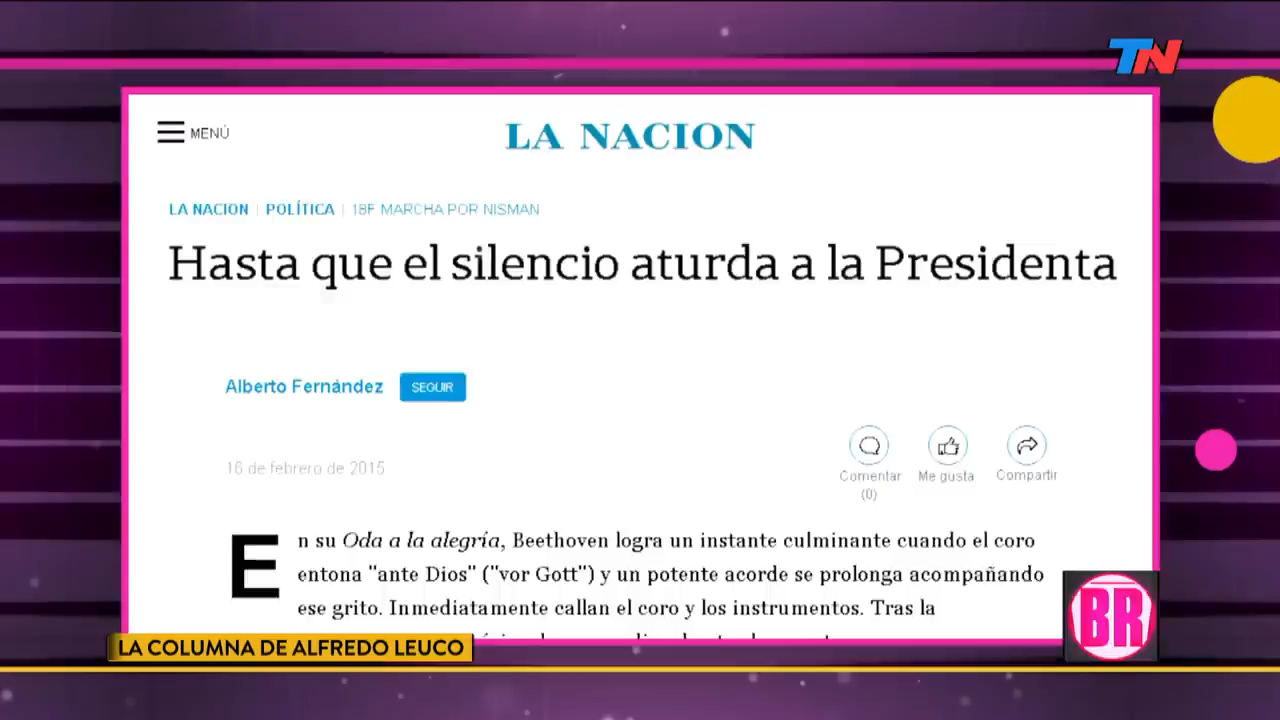 TN
MENÚ
LA NACION
LA NACION | POLÍTICA | 18F MARCHA POR NISMAN
Hasta que el silencio aturda a la Presidenta
Alberto Fernández
SEGUIR
16 de febrero de 2015
Comentar
(0)
Me gusta
Compartir
En su Oda a la alegría, Beethoven logra un instante culminante cuando el coro
entona "ante Dios" ("vor Gott") y un potente acorde se prolonga acompañando
ese grito. Inmediatamente callan el coro y los instrumentos. Tras la
LA COLUMNA DE ALFREDO LEUCO
BR